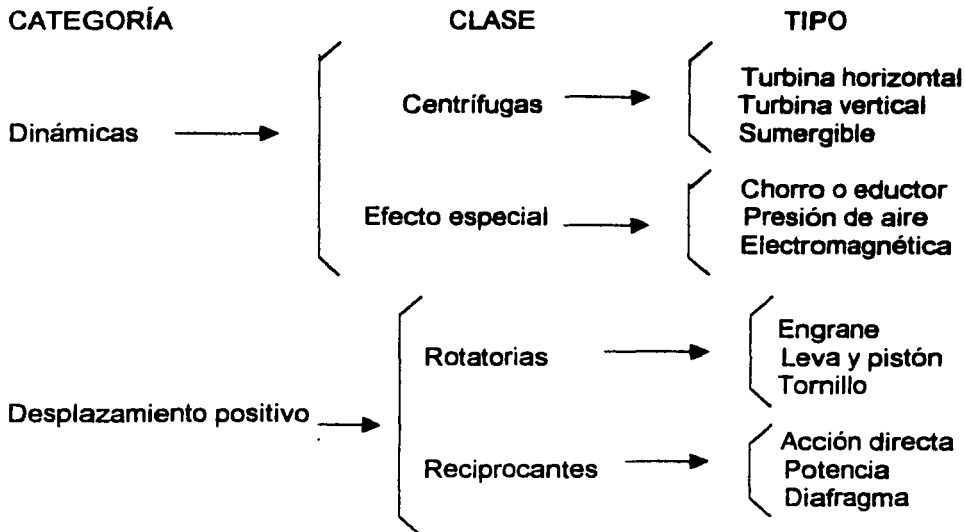 CATEGORÍA CLASE TIPO
Dinámicas
Centrífugas
Turbina horizontal
Turbina vertical
Sumergible
Efecto especial
Chorro o eductor
Presión de aire
Electromagnética
Desplazamiento positivo
Rotatorias
Engrane
Leva y pistón
Tornillo
Reciprocantes
Acción directa
Potencia
Diafragma